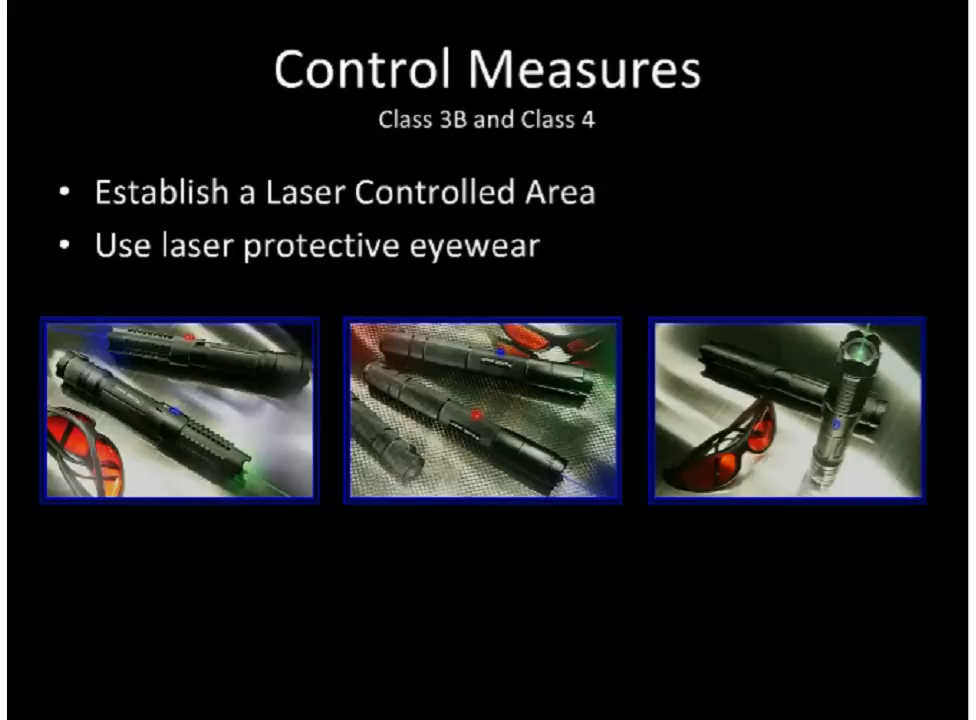 Control Measures
Class 3B and Class 4
• Establish a Laser Controlled Area
• Use laser protective eyewear